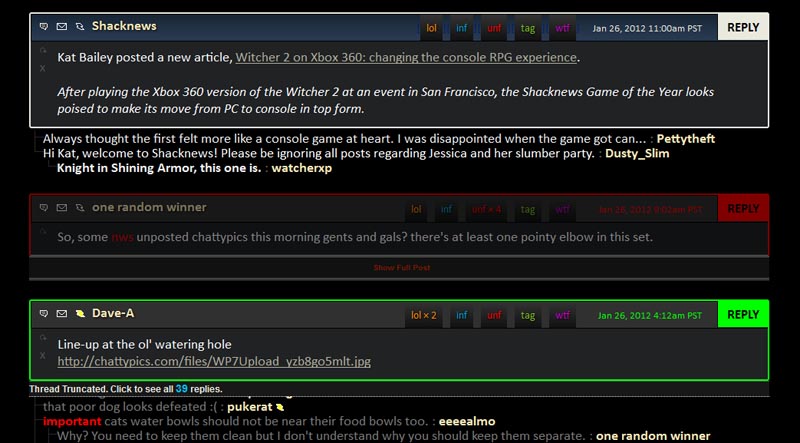 Shacknews lol inf unf tag wtf Jan 26, 2012 11:00am PST REPLY
Kat Bailey posted a new article, Witcher 2 on Xbox 360: changing the console RPG experience.
X
After playing the Xbox 360 version of the Witcher 2 at an event in San Francisco, the Shacknews Game of the Year looks
poised to make its move from PC to console in top form.
Always thought the first felt more like a console game at heart. I was disappointed when the game got can... : Pettytheft
Hi Kat, welcome to Shacknews! Please be ignoring all posts regarding Jessica and her slumber party. : Dusty_Slim
Knight in Shining Armor, this one is. : watcherxp
one random winner lol inf unf × 4 tag wtf Jan 26, 2012 9:02am PST REPLY
So, some nws unposted chattypics this morning gents and gals? there's at least one pointy elbow in this set.
Show Full Post
Dave-A lol × 2 inf unf tag wtf Jan 26, 2012 4:12am PST REPLY
Line-up at the ol' watering hole
X
http://chattypics.com/files/WP7Upload_yzb8go5mlt.jpg
Thread Truncated. Click to see all 39 replies.
that poor dog looks defeated :( : pukerat
important cats water bowls should not be near their food bowls too. : eeeealmo
Why? You need to keep them clean but I don't understand why you should keep them separate. : one random winner